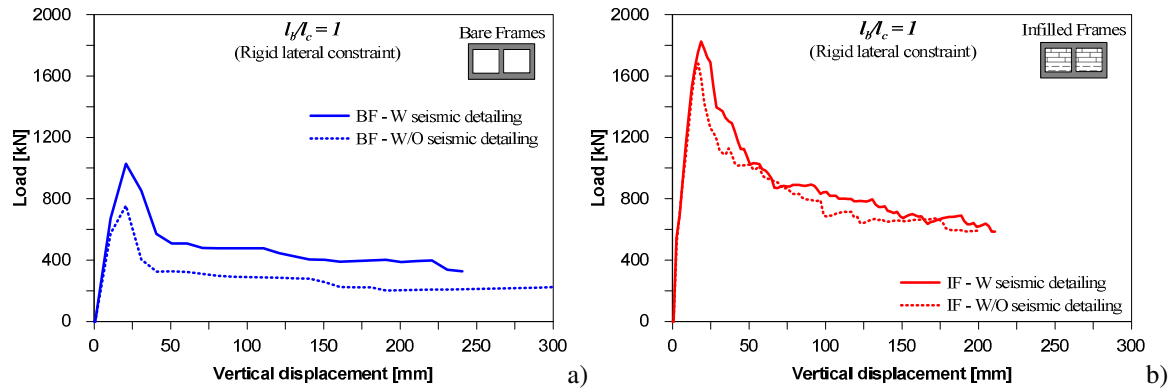 2000
1600
1200
800
400
0
Load [kN]
l_b/l_c = 1
(Rigid lateral constraint)
Bare Frames
BF - W seismic detailing
BF - W/O seismic detailing
0 50 100 150 200 250 300
Vertical displacement [mm]
a)
2000
1600
1200
800
400
0
Load [kN]
l_b/l_c = 1
(Rigid lateral constraint)
Infilled Frames
IF - W seismic detailing
IF - W/O seismic detailing
0 50 100 150 200 250 300
Vertical displacement [mm]
b)